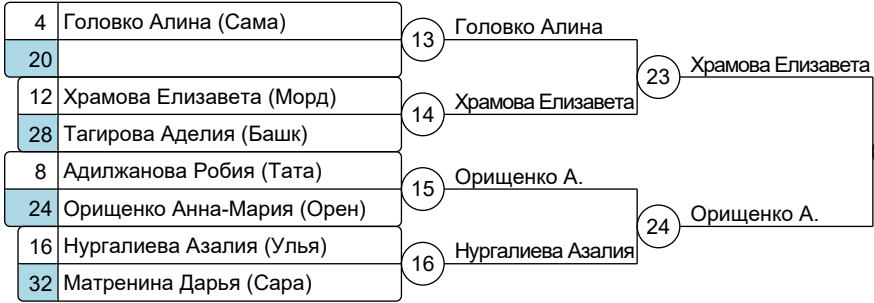 4 Головко Алина (Сама)
20
12 Храмова Елизавета (Морд)
28 Тагирова Аделия (Башк)
8 Адилжанова Робия (Тата)
24 Орищенко Анна-Мария (Орен)
16 Нургалиева Азалия (Улья)
32 Матренина Дарья (Сара)
13 Головко Алина
14 Храмова Елизавета
15 Орищенко А.
16 Нургалиева Азалия
23 Храмова Елизавета
24 Орищенко А.